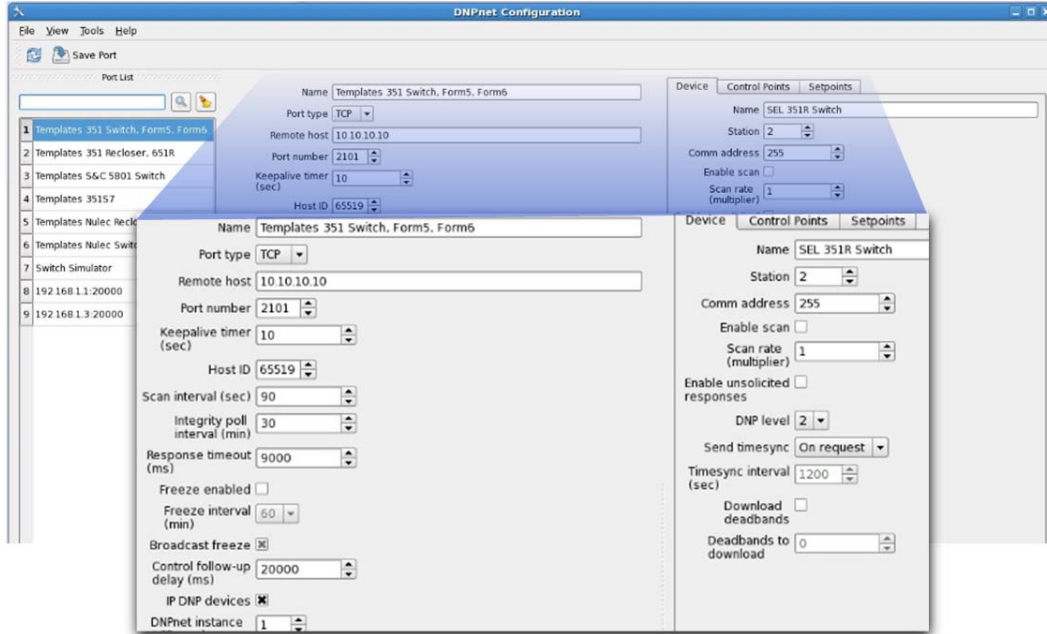 DNPnet Configuration
File View Tools Help
Save Port
Port List
1 Templates 351 Switch, Form5, Form6
2 Templates 351 Recloser, 651R
3 Templates S&C 5801 Switch
4 Templates 351S7
5 Templates Nulec Reclo
6 Templates Nulec Switc
7 Switch Simulator
8 192.168.1.1:20000
9 192.168.1.3:20000
Name Templates 351 Switch, Form5, Form6
Port type TCP
Remote host 10.10.10.10
Port number 2101
Keepalive timer 10
(sec)
Host ID 65519
Device Control Points Setpoints
Name SEL 351R Switch
Station 2
Comm address 255
Enable scan
Scan rate 1
(multiplier)
Name Templates 351 Switch, Form5, Form6
Port type TCP
Remote host 10.10.10.10
Port number 2101
Keepalive timer 10
(sec)
Host ID 65519
Scan interval (sec) 90
Integrity poll 30
interval (min)
Response timeout 9000
(ms)
Freeze enabled
Freeze interval 60
(min)
Broadcast freeze
Control follow-up 20000
delay (ms)
IP DNP devices
DNPnet instance 1
Device Control Points Setpoints
Name SEL 351R Switch
Station 2
Comm address 255
Enable scan
Scan rate 1
(multiplier)
Enable unsolicited
responses
DNP level 2
Send timesync On request
Timesync interval 1200
(sec)
Download
deadbands
Deadbands to 0
download